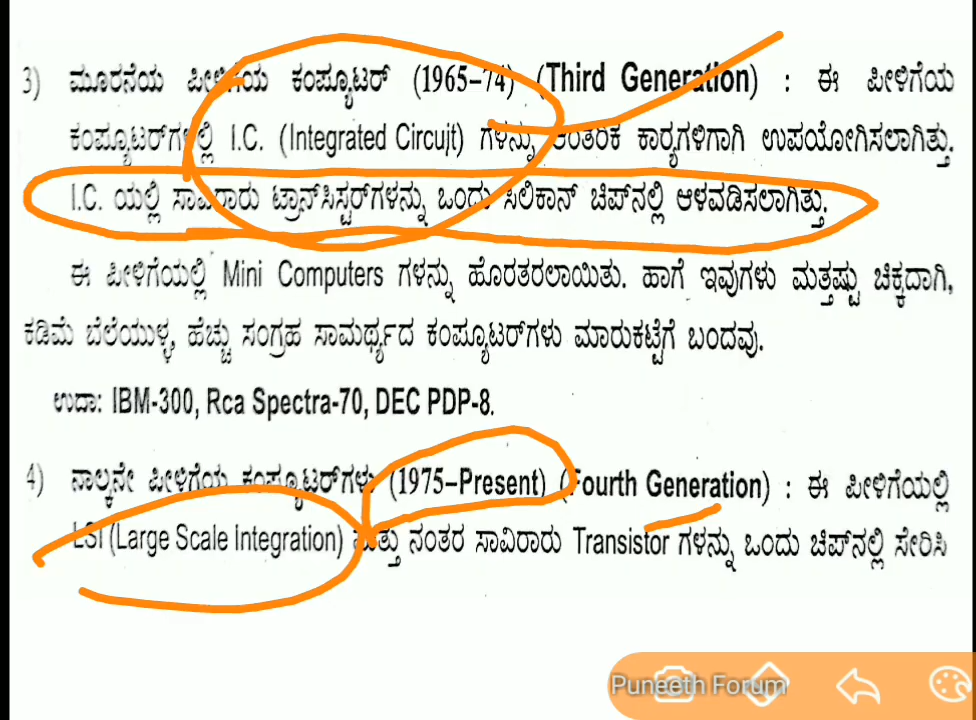 3) ಮೂರನೆಯ ಪೀಳಿಗೆಯ ಕಂಪ್ಯೂಟರ್ (1965-74) (Third Generation) : ಈ ಪೀಳಿಗೆಯ
ಕಂಪ್ಯೂಟರ್‌ಗಳಲ್ಲಿ I.C. (Integrated Circuit) ಗಳನ್ನು ಆಂತರಿಕ ಕಾರ್‍ಯಗಳಿಗಾಗಿ ಉಪಯೋಗಿಸಲಾಗಿತ್ತು.
I.C. ಯಲ್ಲಿ ಸಾವಿರಾರು ಟ್ರಾನ್‌ಸಿಸ್ಟರ್‌ಗಳನ್ನು ಒಂದು ಸಿಲಿಕಾನ್ ಚಿಪ್‌ನಲ್ಲಿ ಆಳವಡಿಸಲಾಗಿತ್ತು.
ಈ ಪೀಳಿಗೆಯಲ್ಲಿ Mini Computers ಗಳನ್ನು ಹೊರತರಲಾಯಿತು. ಹಾಗೆ ಇವುಗಳು ಮತ್ತಷ್ಟು ಚಿಕ್ಕದಾಗಿ,
ಕಡಿಮೆ ಬೆಲೆಯುಳ್ಳ, ಹೆಚ್ಚು ಸಂಗ್ರಹ ಸಾಮರ್ಥ್ಯದ ಕಂಪ್ಯೂಟರ್‌ಗಳು ಮಾರುಕಟ್ಟೆಗೆ ಬಂದವು.
ಉದಾ: IBM-300, Rca Spectra-70, DEC PDP-8.
4) ನಾಲ್ಕನೇ ಪೀಳಿಗೆಯ ಕಂಪ್ಯೂಟರ್‌ಗಳು (1975-Present) (Fourth Generation) : ಈ ಪೀಳಿಗೆಯಲ್ಲಿ
LSI (Large Scale Integration) ಮತ್ತು ನಂತರ ಸಾವಿರಾರು Transistor ಗಳನ್ನು ಒಂದು ಚಿಪ್‌ನಲ್ಲಿ ಸೇರಿಸಿ
Puneeth Forum